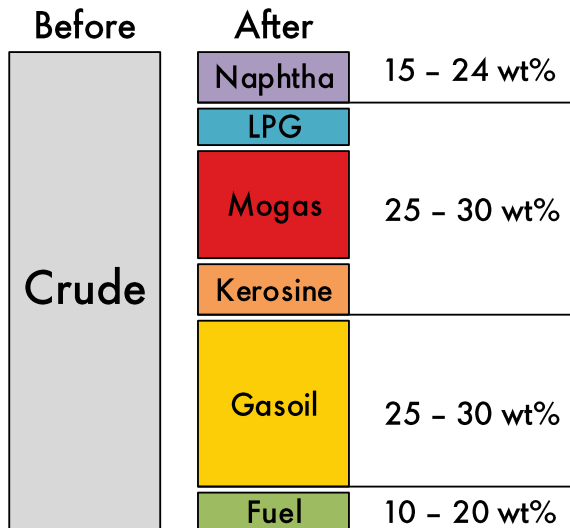 Before After
Naphtha 15 – 24 wt%
LPG
Mogas 25 – 30 wt%
Crude Kerosine
Gasoil 25 – 30 wt%
Fuel 10 – 20 wt%